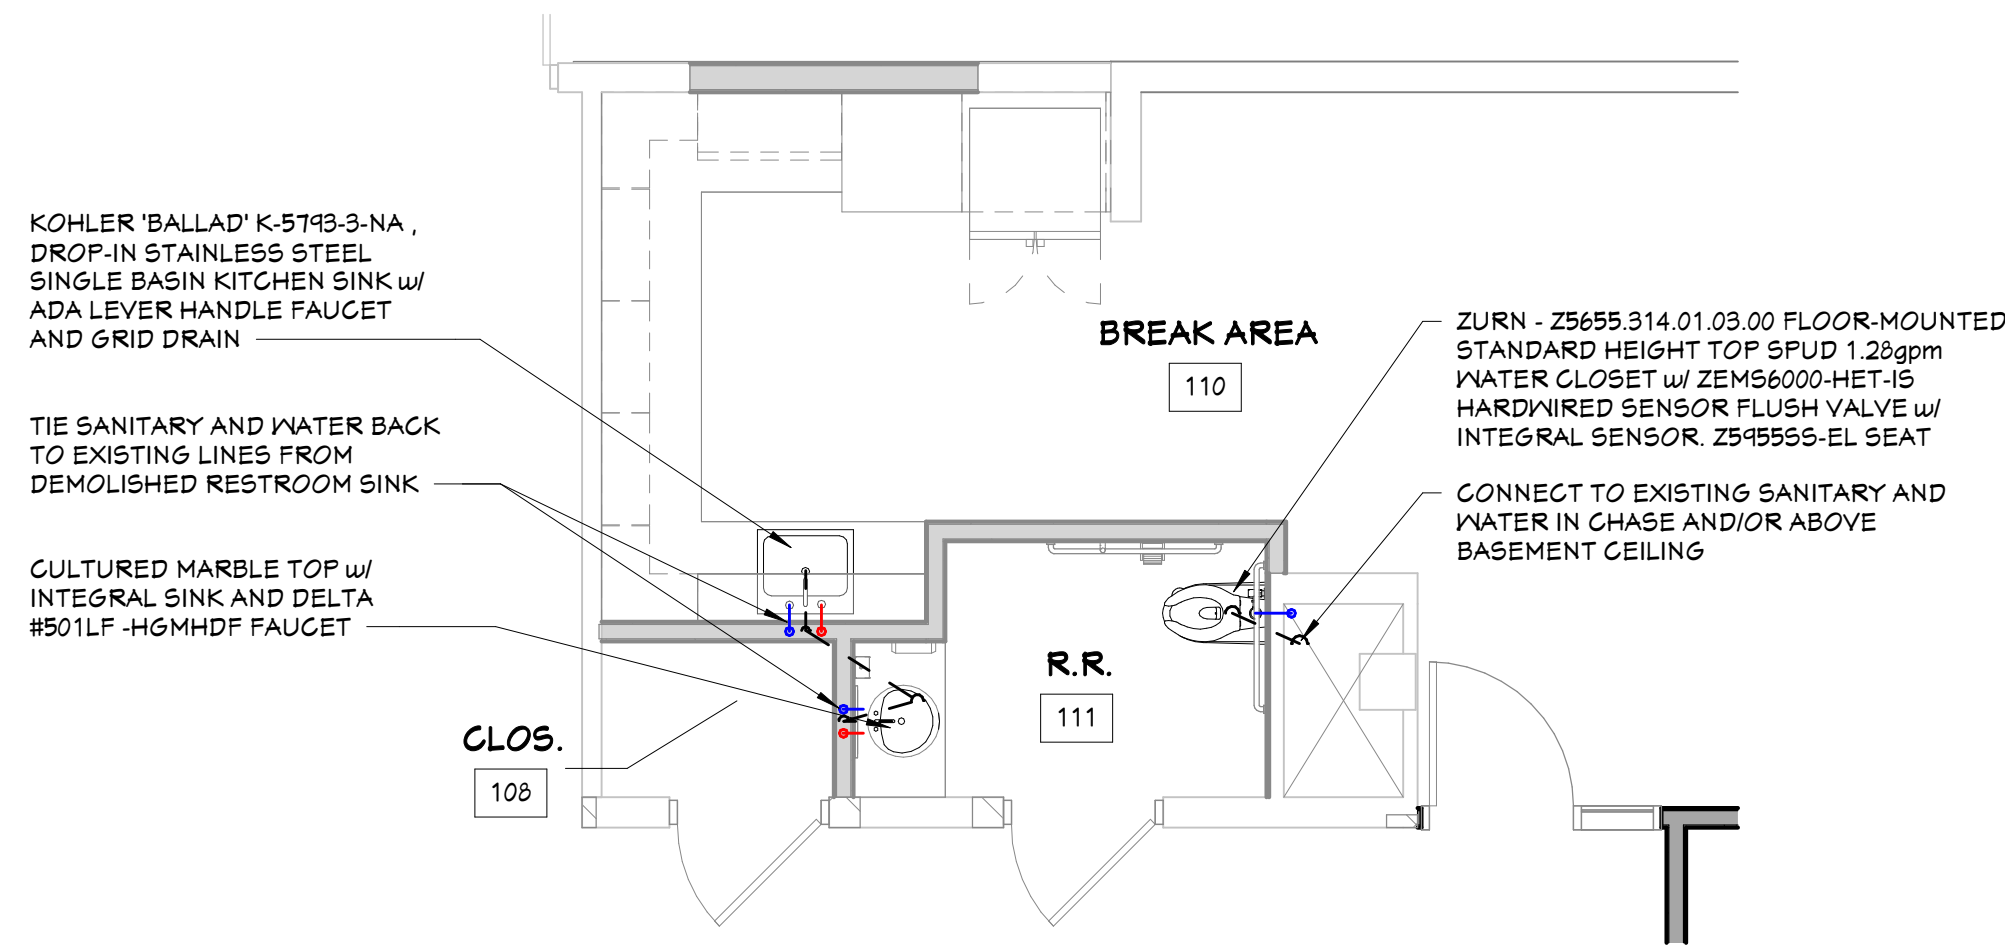 KOHLER 'BALLAD' K-5793-3-NA ,
DROP-IN STAINLESS STEEL
SINGLE BASIN KITCHEN SINK w/
ADA LEVER HANDLE FAUCET
AND GRID DRAIN
TIE SANITARY AND WATER BACK
TO EXISTING LINES FROM
DEMOLISHED RESTROOM SINK
CULTURED MARBLE TOP w/
INTEGRAL SINK AND DELTA
#501LF -HGMHDF FAUCET
CLOS.
108
BREAK AREA
110
R.R.
111
ZURN - Z5655.314.01.03.00 FLOOR-MOUNTED
STANDARD HEIGHT TOP SPUD 1.28gpm
WATER CLOSET w/ ZEMS6000-HET-IS
HARDWIRED SENSOR FLUSH VALVE w/
INTEGRAL SENSOR. Z5955SS-EL SEAT
CONNECT TO EXISTING SANITARY AND
WATER IN CHASE AND/OR ABOVE
BASEMENT CEILING